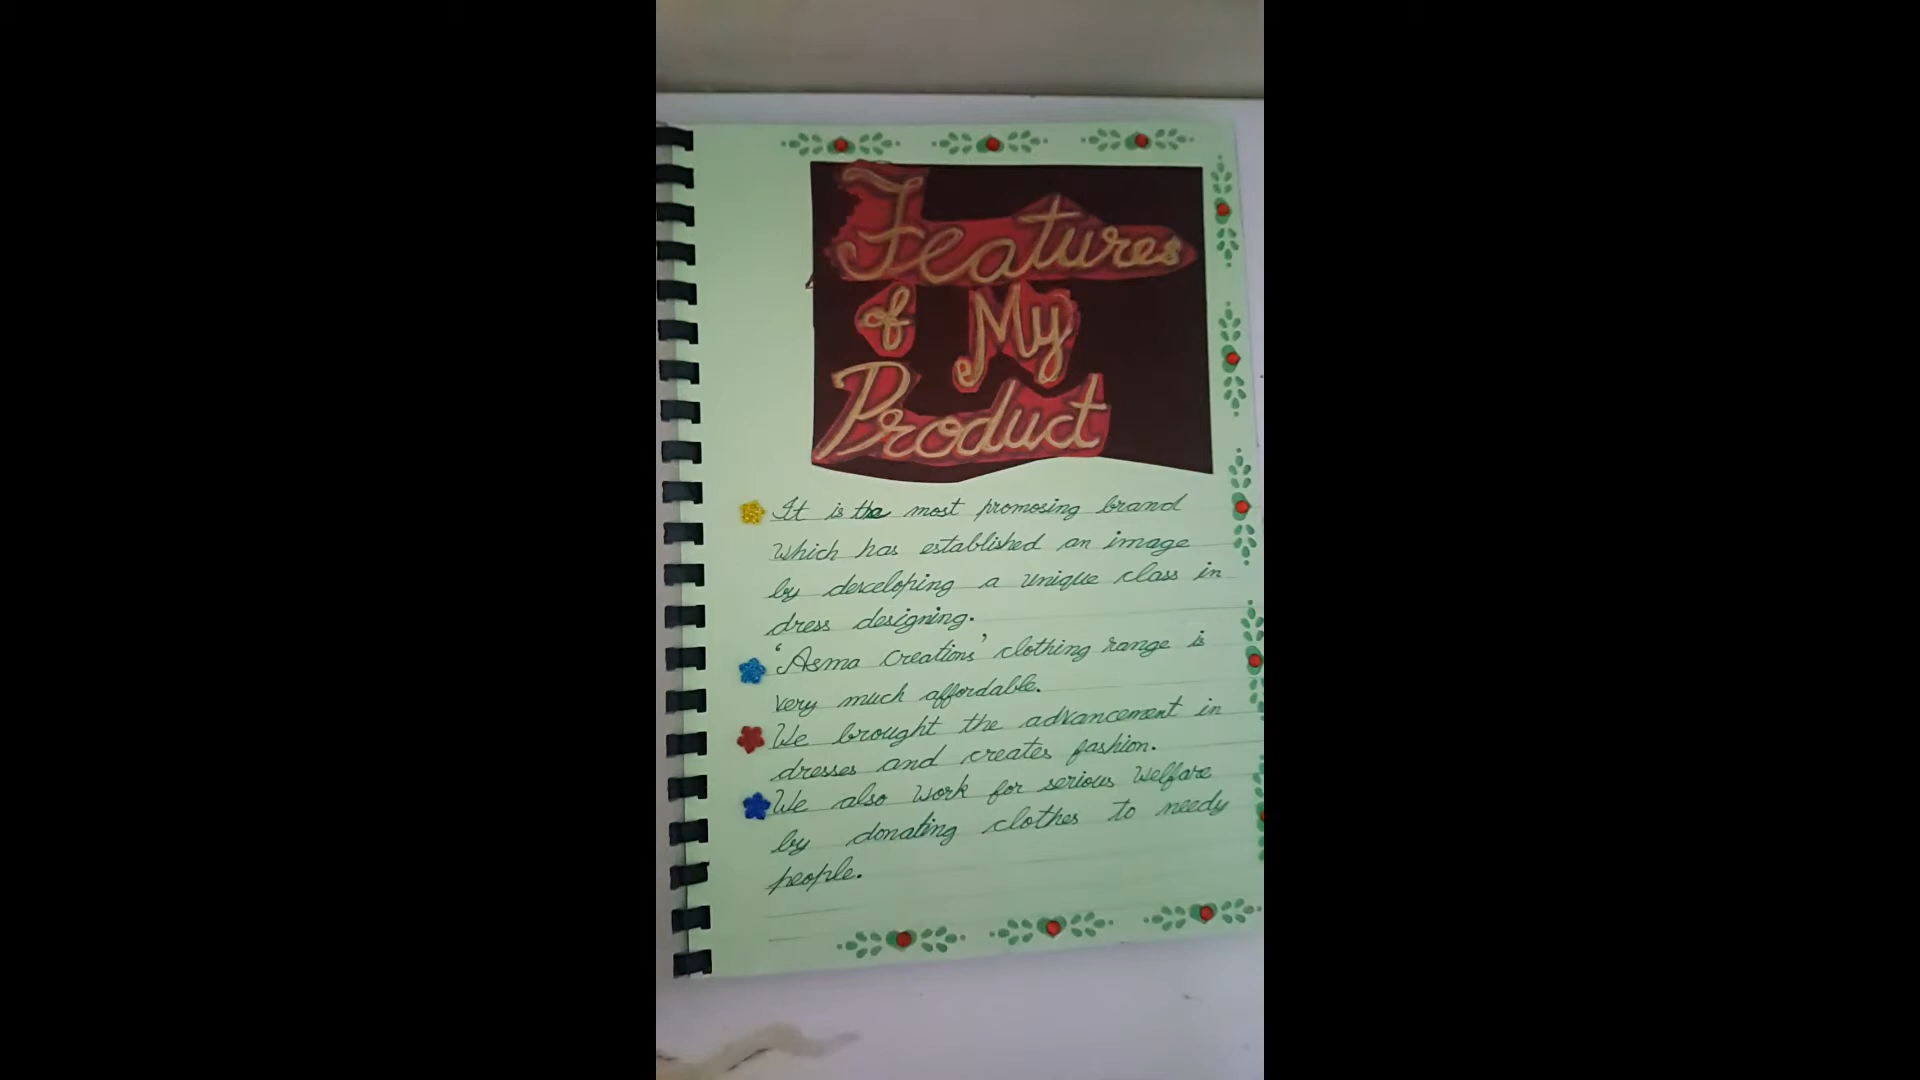 Features
of My
Product
It is the most promosing brand
which has established an image
by developing a unique class in
dress designing.
'Asma Creations' clothing range is
very much affordable.
We brought the advancement in
dresses and creates fashion.
We also work for serious welfare
by donating clothes to needy
people.